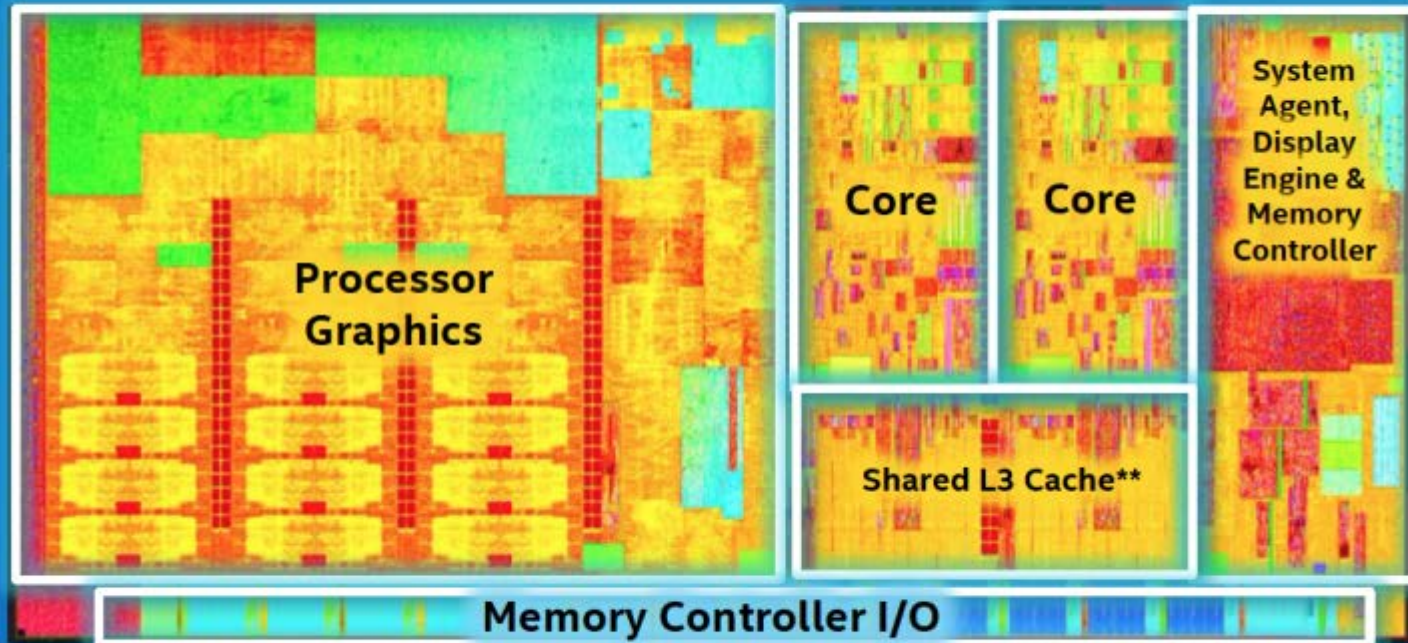 Processor
Graphics
Core
Core
System
Agent,
Display
Engine &
Memory
Controller
Shared L3 Cache**
Memory Controller I/O